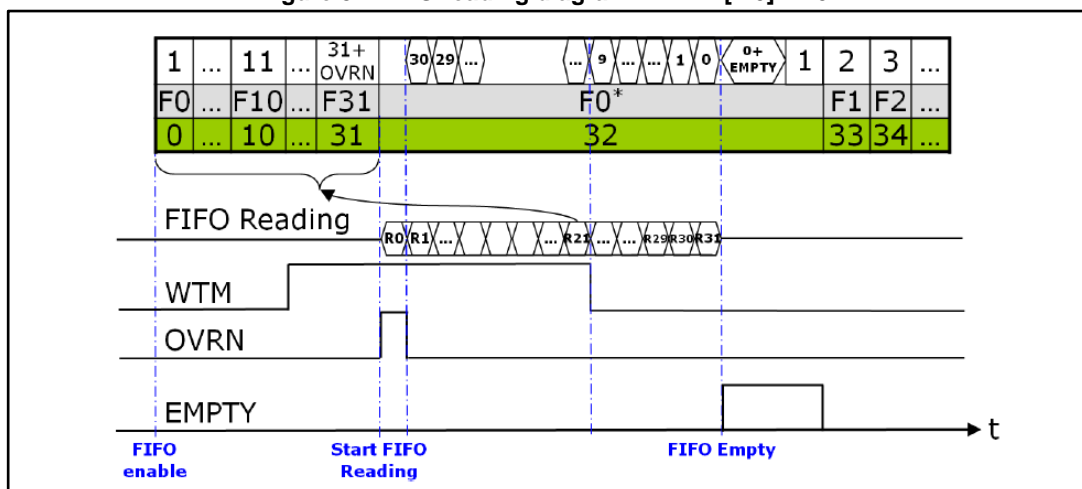 1 ... 11 ... 31+ OVRN 30 29 ... ... 9 ... ... 1 0 0+ EMPTY 1 2 3 ...
F0 ... F10 ... F31 F0* F1 F2 ...
0 ... 10 ... 31 32 33 34 ...
FIFO Reading
R0 R1 ... ... R21 ... ... R29 R30 R31
WTM
OVRN
EMPTY
t
FIFO enable
Start FIFO Reading
FIFO Empty